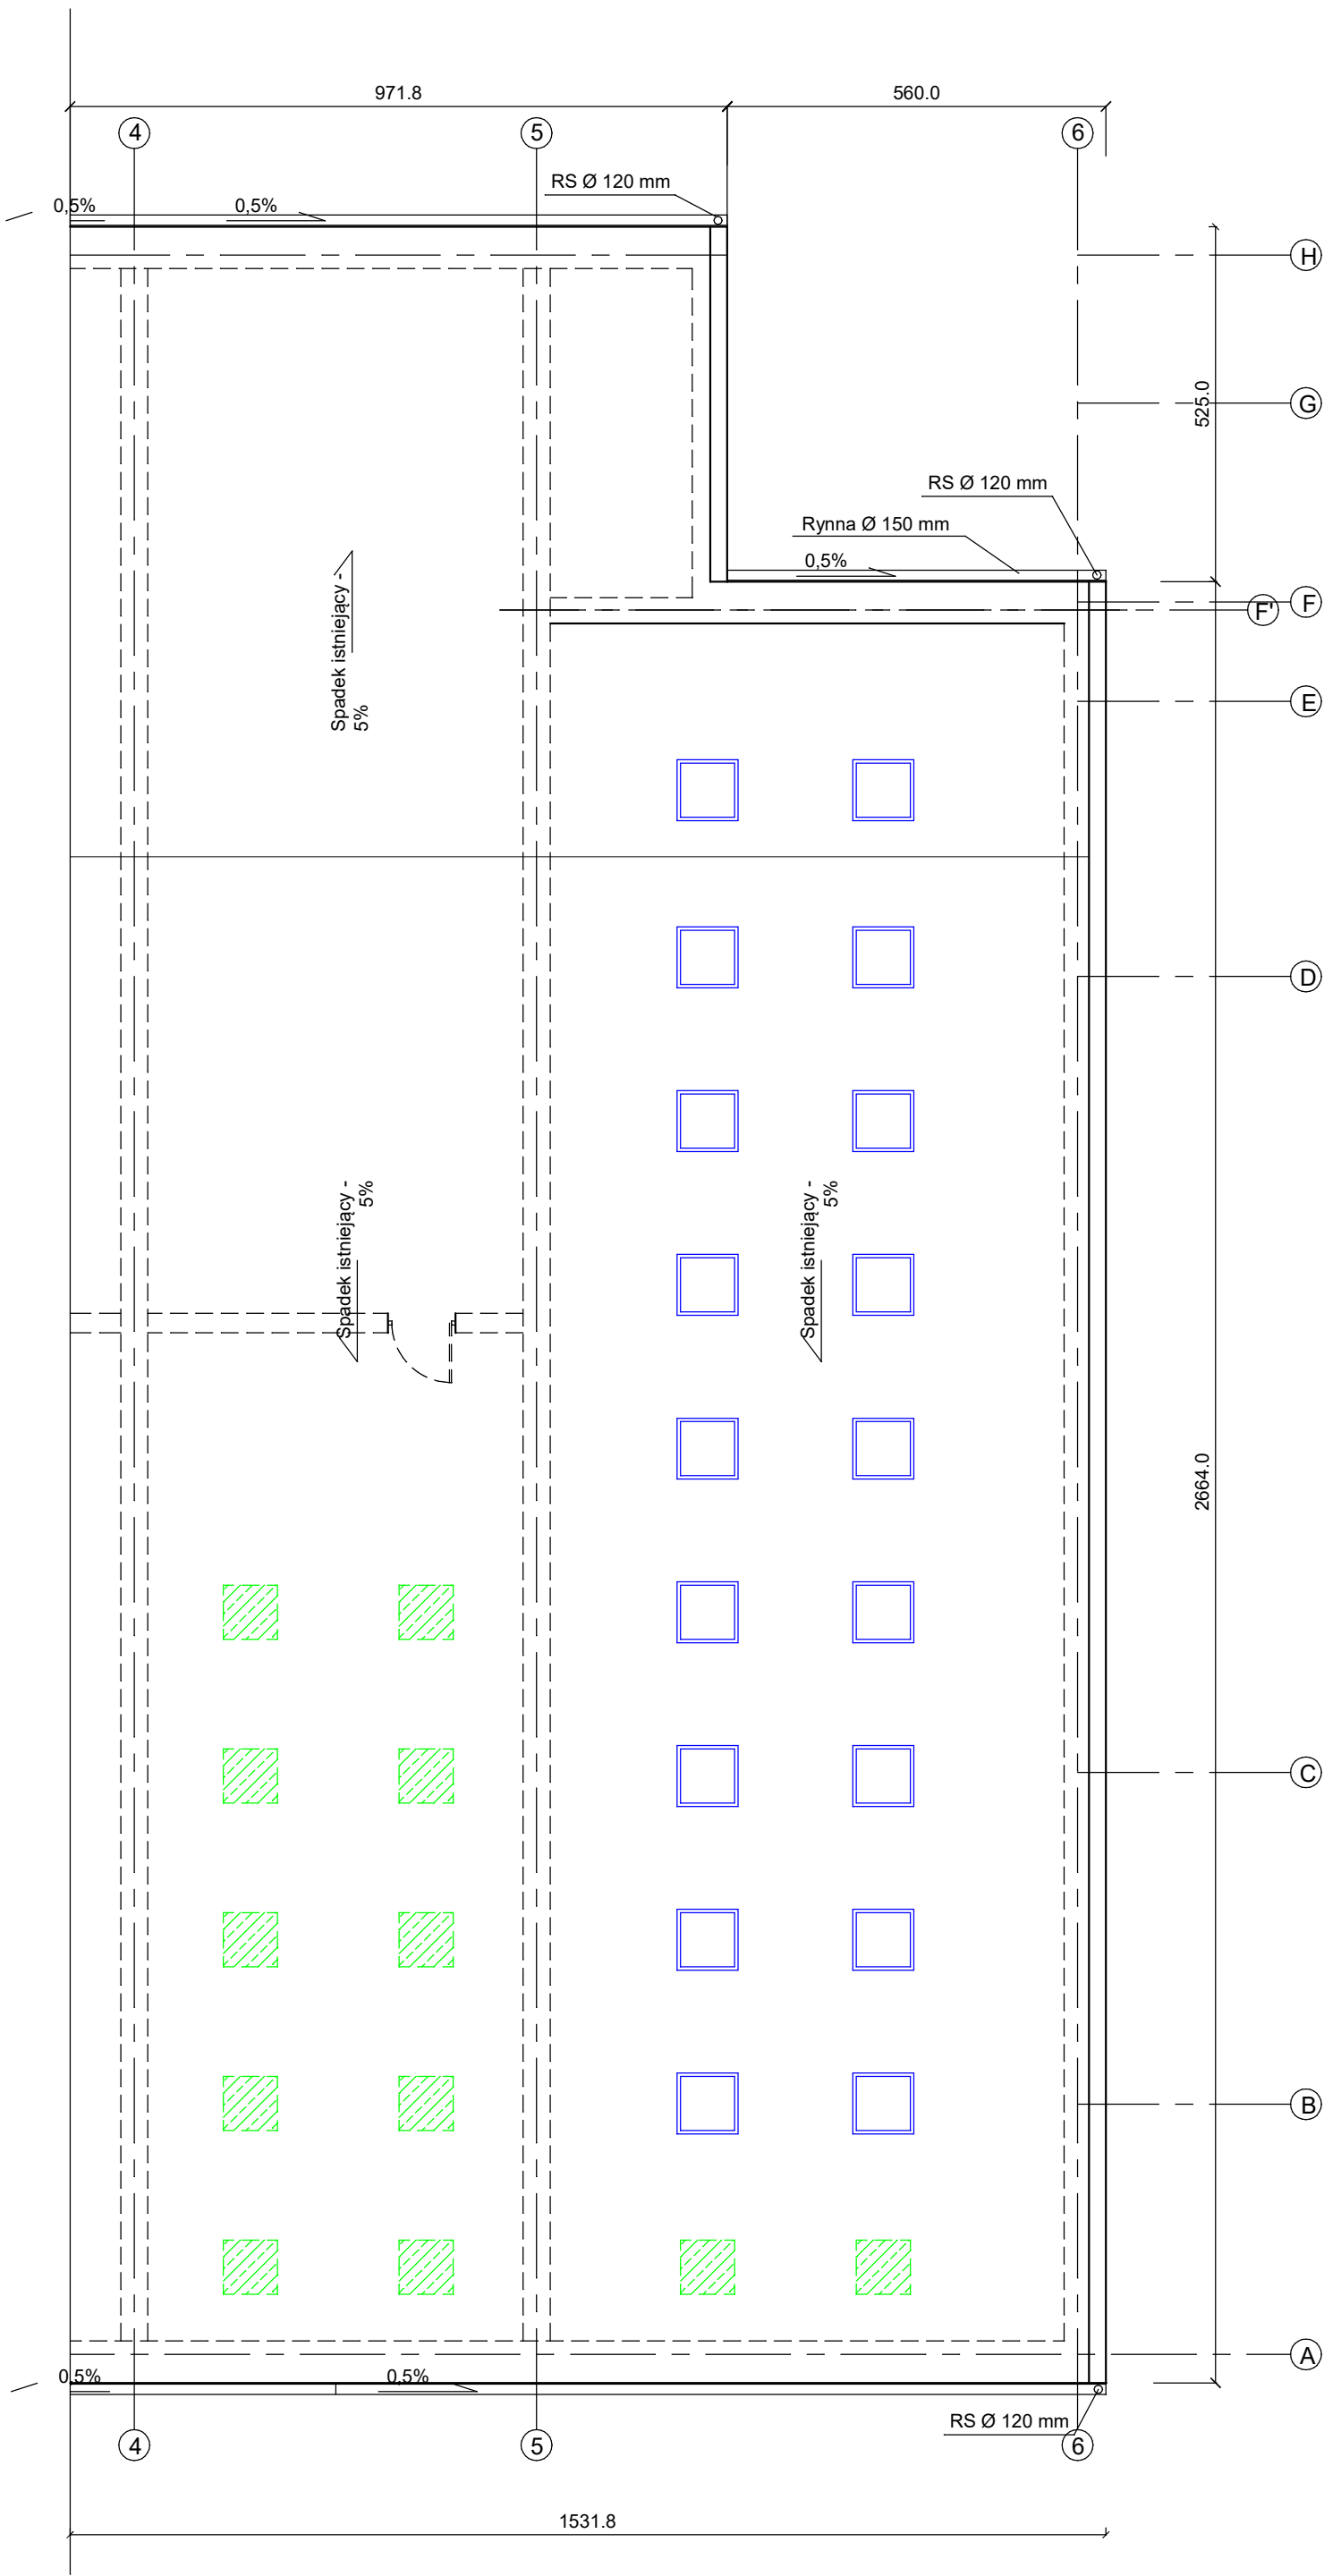 971.8
560.0
4
5
6
RS Ø 120 mm
0,5%
0,5%
H
525.0
G
RS Ø 120 mm
Rynna Ø 150 mm
0,5%
F
F'
Spadek istniejący -
5%
E
D
Spadek istniejący -
5%
Spadek istniejący -
5%
2664.0
C
B
A
0,5%
0,5%
RS Ø 120 mm
4
5
6
1531.8